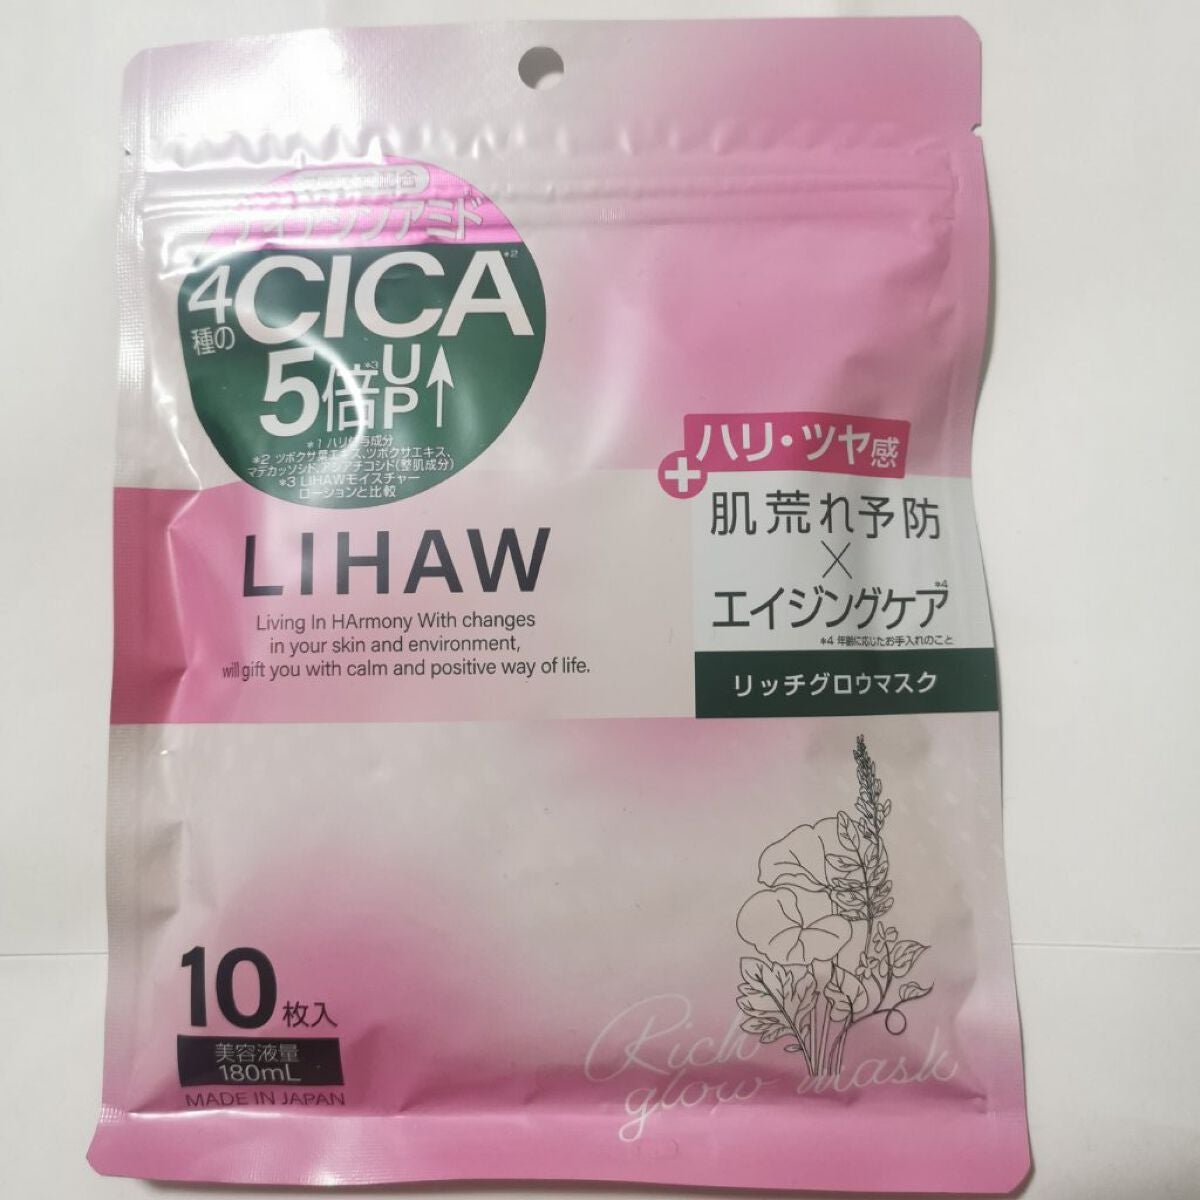 ナイアシンアミド
4種の CICA*2
5倍*3 UP↑
*1 ハリ付与成分
*2 ツボクサ葉エキス、ツボクサエキス、
マデカッソシド、アシアチコシド(整肌成分)
*3 LIHAWモイスチャー
ローションと比較
+ハリ・ツヤ感
肌荒れ予防
×
エイジングケア*4
*4 年齢に応じたお手入れのこと
リッチグロウマスク
LIHAW
Living In HArmony With changes
in your skin and environment,
will gift you with calm and positive way of life.
10枚入
美容液量
180mL
MADE IN JAPAN
Rich
glow mask